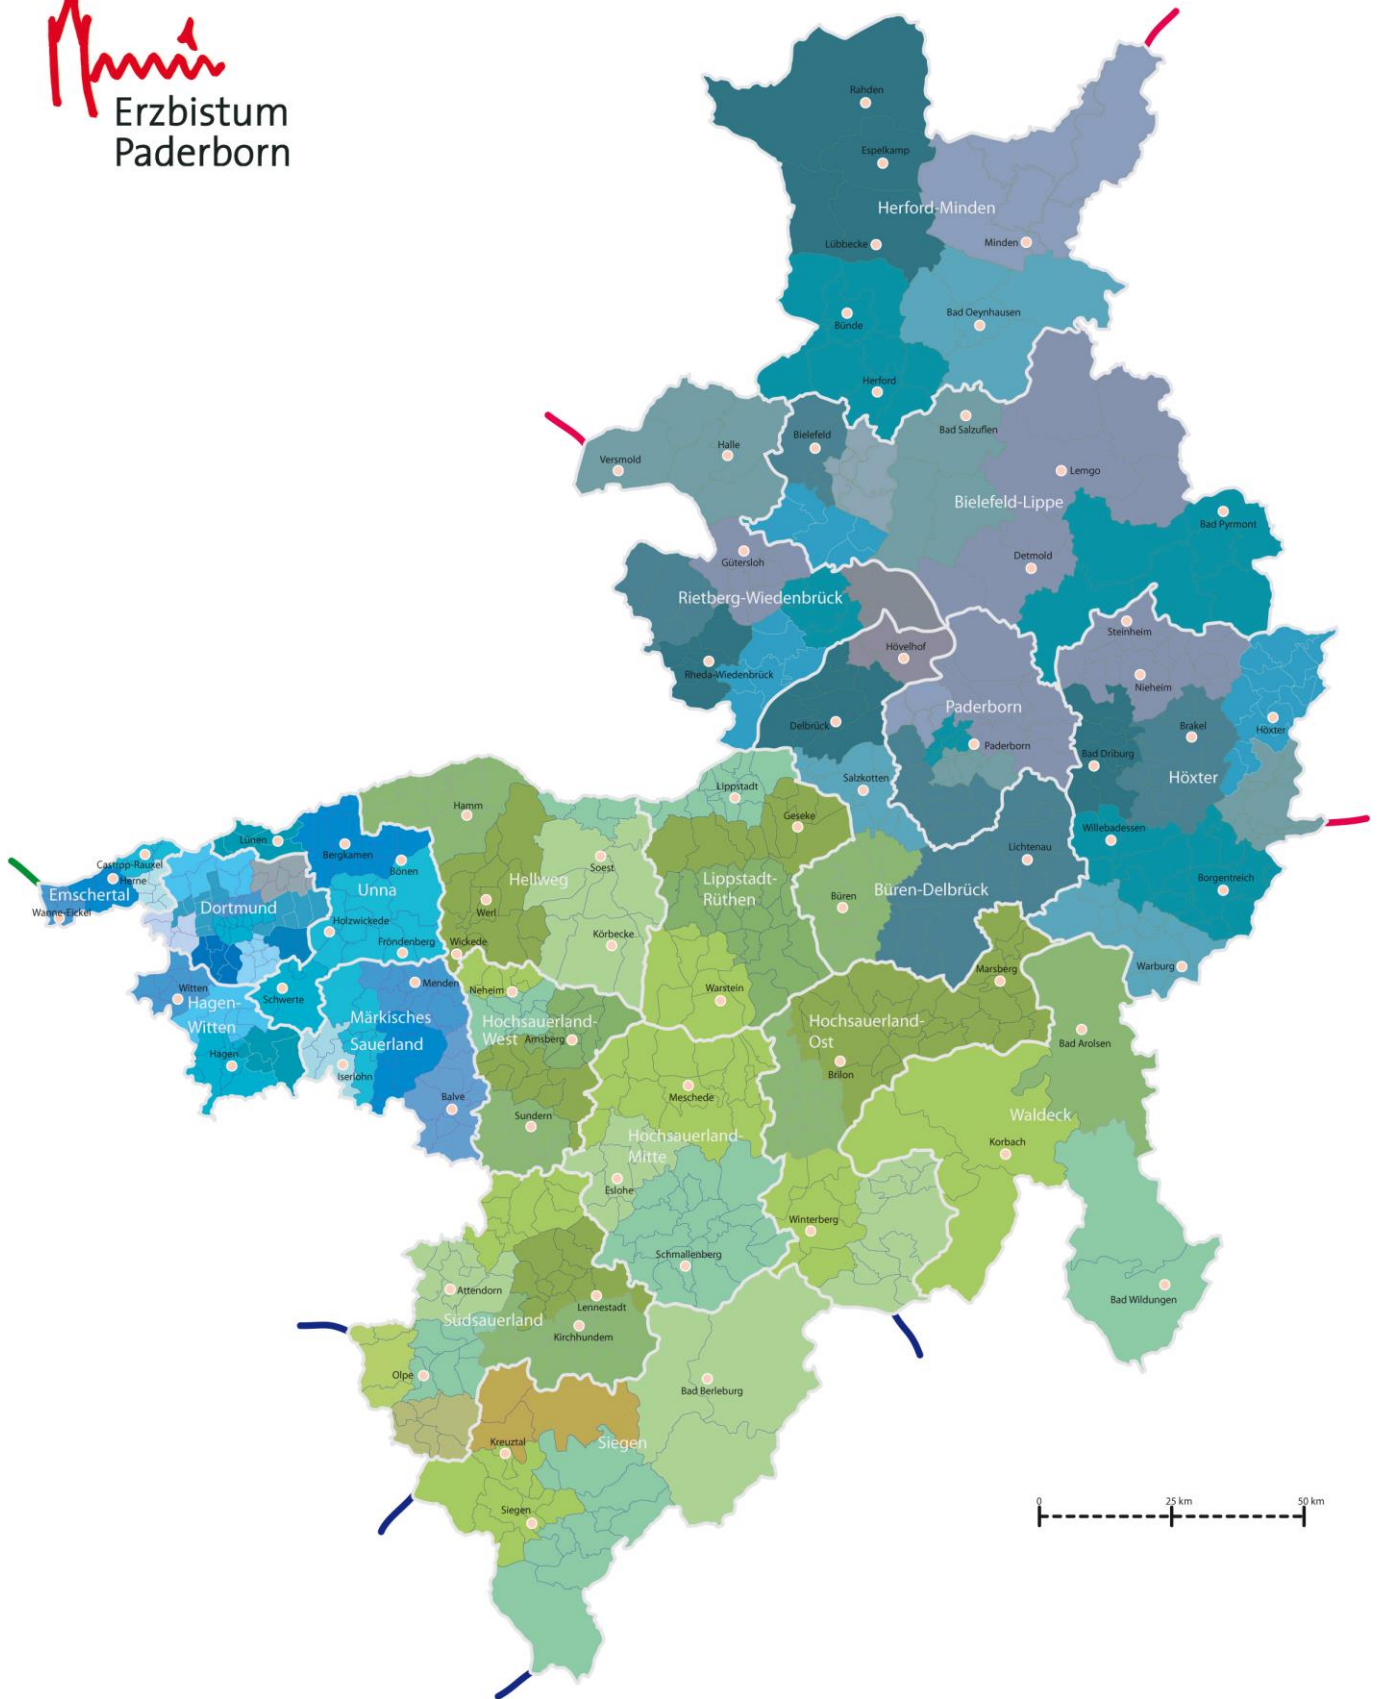 Erzbistum
Paderborn
Rahden
Espelkamp
Herford-Minden
Lübbecke
Minden
Bad Oeynhausen
Bünde
Herford
Bad Salzuflen
Bielefeld
Halle
Versmold
Lemgo
Bielefeld-Lippe
Bad Pyrmont
Detmold
Gütersloh
Rietberg-Wiedenbrück
Steinheim
Hövelhof
Rheda-Wiedenbrück
Nieheim
Paderborn
Delbrück
Brakel
Höxter
Paderborn
Bad Driburg
Höxter
Salzkotten
Lippstadt
Hamm
Geseke
Willebadessen
Lünen
Bergkamen
Castrop-Rauxel
Bönen
Herne
Soest
Lichtenau
Emschertal
Unna
Hellweg
Lippstadt-
Rüthen
Büren-Delbrück
Borgentreich
Büren
Wanne-Eickel
Dortmund
Werl
Holzwickede
Körbecke
Fröndenberg
Wickede
Marsberg
Warburg
Witten
Schwerte
Menden
Neheim
Warstein
Hagen-
Witten
Märkisches
Sauerland
Hochsauerland-
West
Arnsberg
Hochsauerland-
Ost
Bad Arolsen
Hagen
Iserlohn
Brilon
Balve
Meschede
Sundern
Waldeck
Hochsauerland-
Mitte
Korbach
Eslohe
Winterberg
Schmallenberg
Attendorn
Lennestadt
Bad Wildungen
Südsauerland
Kirchhundem
Olpe
Bad Berleburg
Kreuztal
Siegen
Siegen
0
25 km
50 km